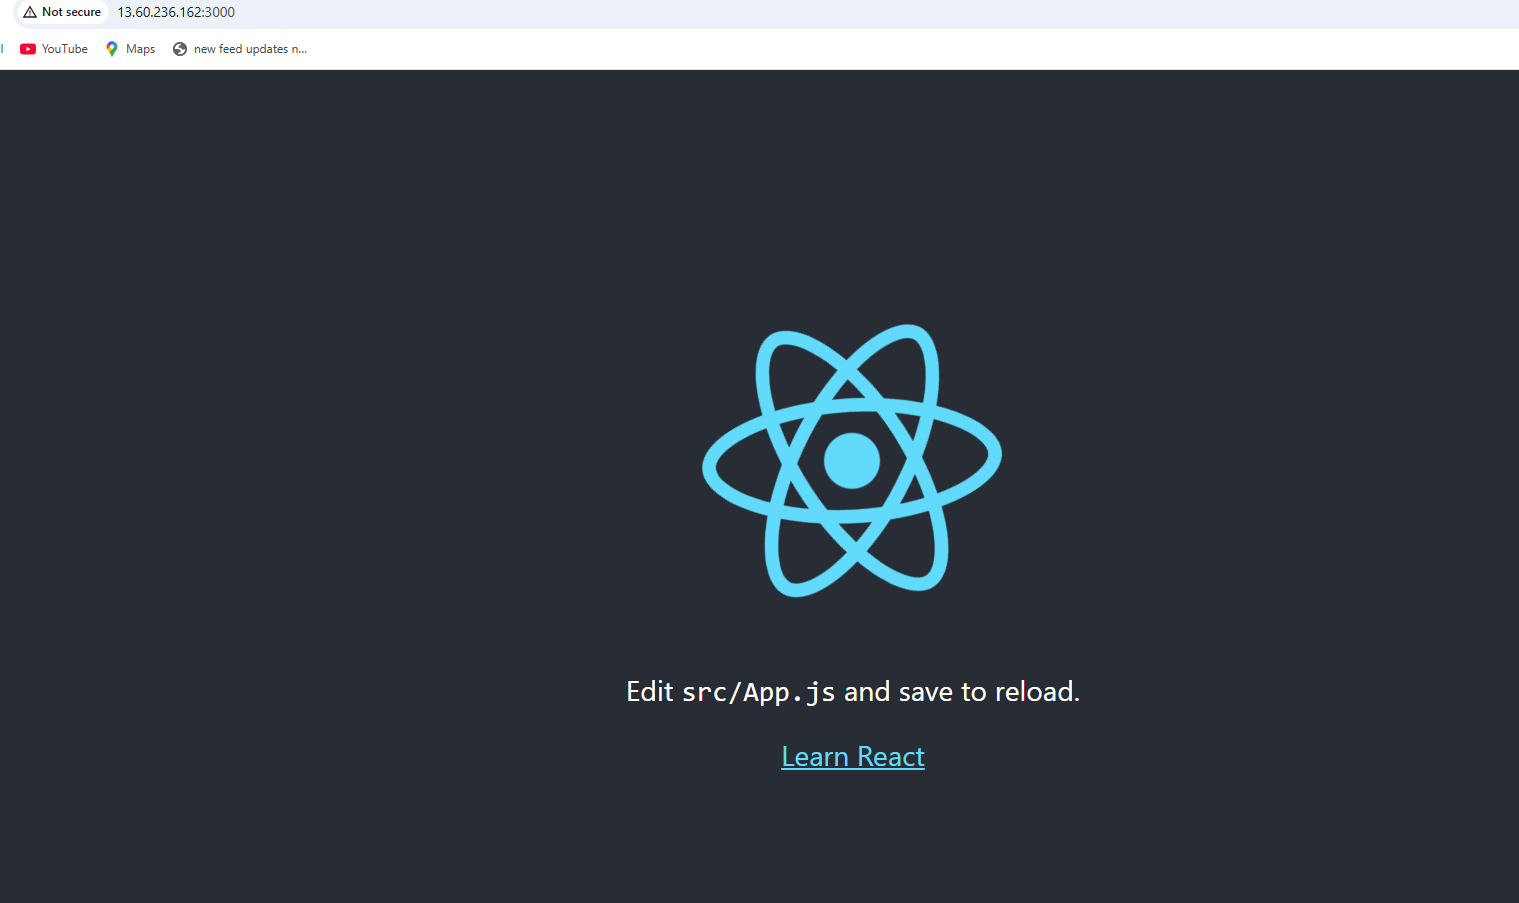 Not secure 13.60.236.162:3000
YouTube Maps new feed updates n...
Edit src/App.js and save to reload.
Learn React